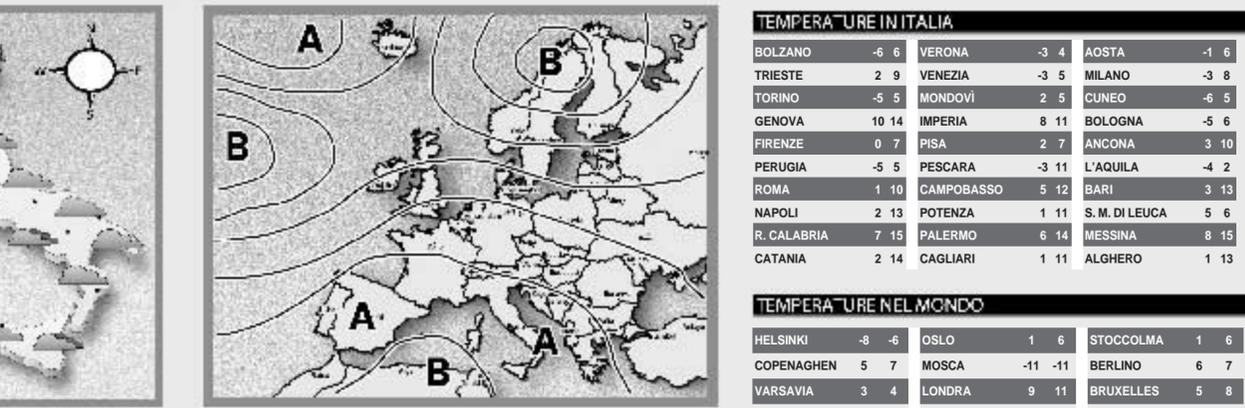 N
W E
S
A
B
B
A
A
B
TEMPERATURE IN ITALIA
BOLZANO -6 6 VERONA -3 4 AOSTA -1 6
TRIESTE 2 9 VENEZIA -3 5 MILANO -3 8
TORINO -5 5 MONDOVÌ 2 5 CUNEO -6 5
GENOVA 10 14 IMPERIA 8 11 BOLOGNA -5 6
FIRENZE 0 7 PISA 2 7 ANCONA 3 10
PERUGIA -5 5 PESCARA -3 11 L'AQUILA -4 2
ROMA 1 10 CAMPOBASSO 5 12 BARI 3 13
NAPOLI 2 13 POTENZA 1 11 S. M. DI LEUCA 5 6
R. CALABRIA 7 15 PALERMO 6 14 MESSINA 8 15
CATANIA 2 14 CAGLIARI 1 11 ALGHERO 1 13
TEMPERATURE NEL MONDO
HELSINKI -8 -6 OSLO 1 6 STOCCOLMA 1 6
COPENAGHEN 5 7 MOSCA -11 -11 BERLINO 6 7
VARSAVIA 3 4 LONDRA 9 11 BRUXELLES 5 8